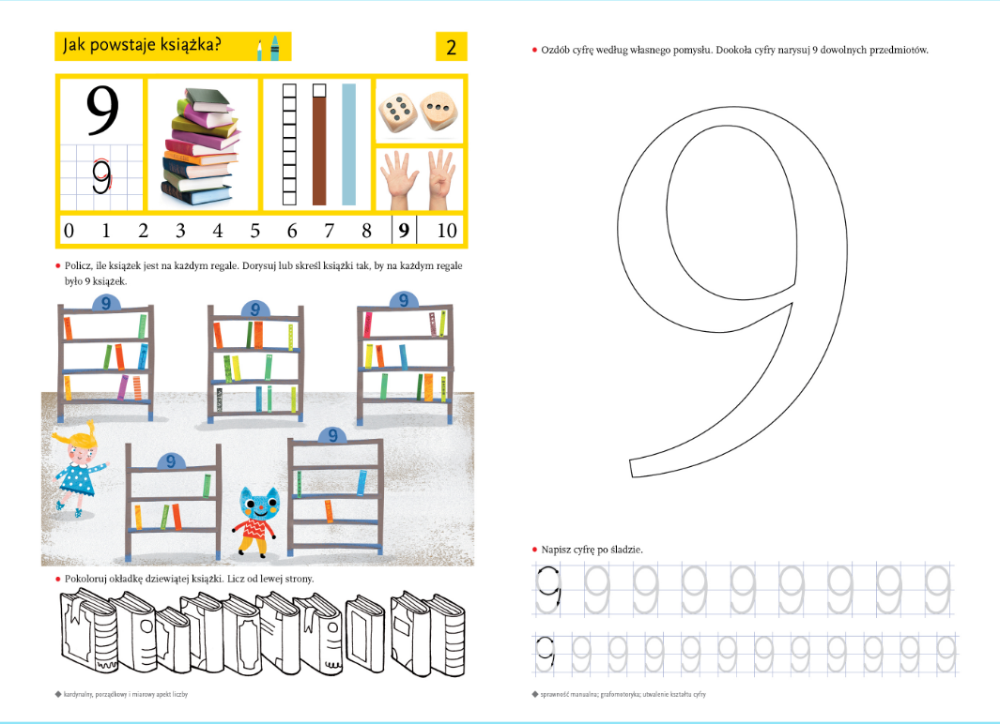 Jak powstaje książka?
2
9
9
0 1 2 3 4 5 6 7 8 9 10
● Policz, ile książek jest na każdym regale. Dorysuj lub skreśl książki tak, by na każdym regale
było 9 książek.
9
9
9
9
9
● Pokoloruj okładkę dziewiątej książki. Licz od lewej strony.
◆ kardynalny, porządkowy i miarowy aspekt liczby
● Ozdób cyfrę według własnego pomysłu. Dookoła cyfry narysuj 9 dowolnych przedmiotów.
9
● Napisz cyfrę po śladzie.
9 9 9 9 9 9 9 9 9
9 9 9 9 9 9 9 9 9 9 9 9
◆ sprawność manualna; grafomotoryka; utrwalenie kształtu cyfry